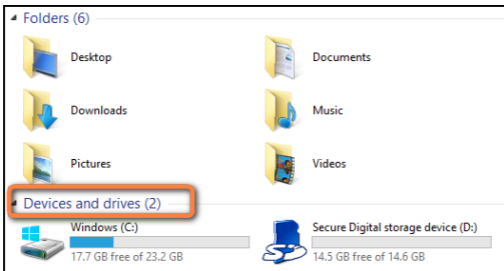 Folders (6)
Desktop
Documents
Downloads
Music
Pictures
Videos
Devices and drives (2)
Windows (C:)
17.7 GB free of 23.2 GB
Secure Digital storage device (D:)
SD
14.5 GB free of 14.6 GB